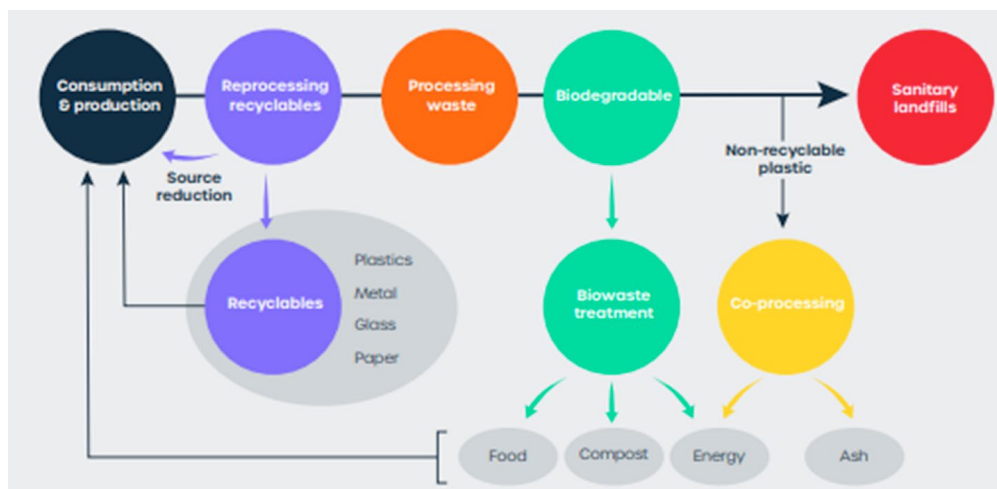 Consumption
& production
Reprocessing
recyclables
Processing
waste
Biodegradable
Sanitary
landfills
Source
reduction
Non-recyclable
plastic
Recyclables
Plastics
Metal
Glass
Paper
Biowaste
treatment
Co-processing
Food
Compost
Energy
Ash